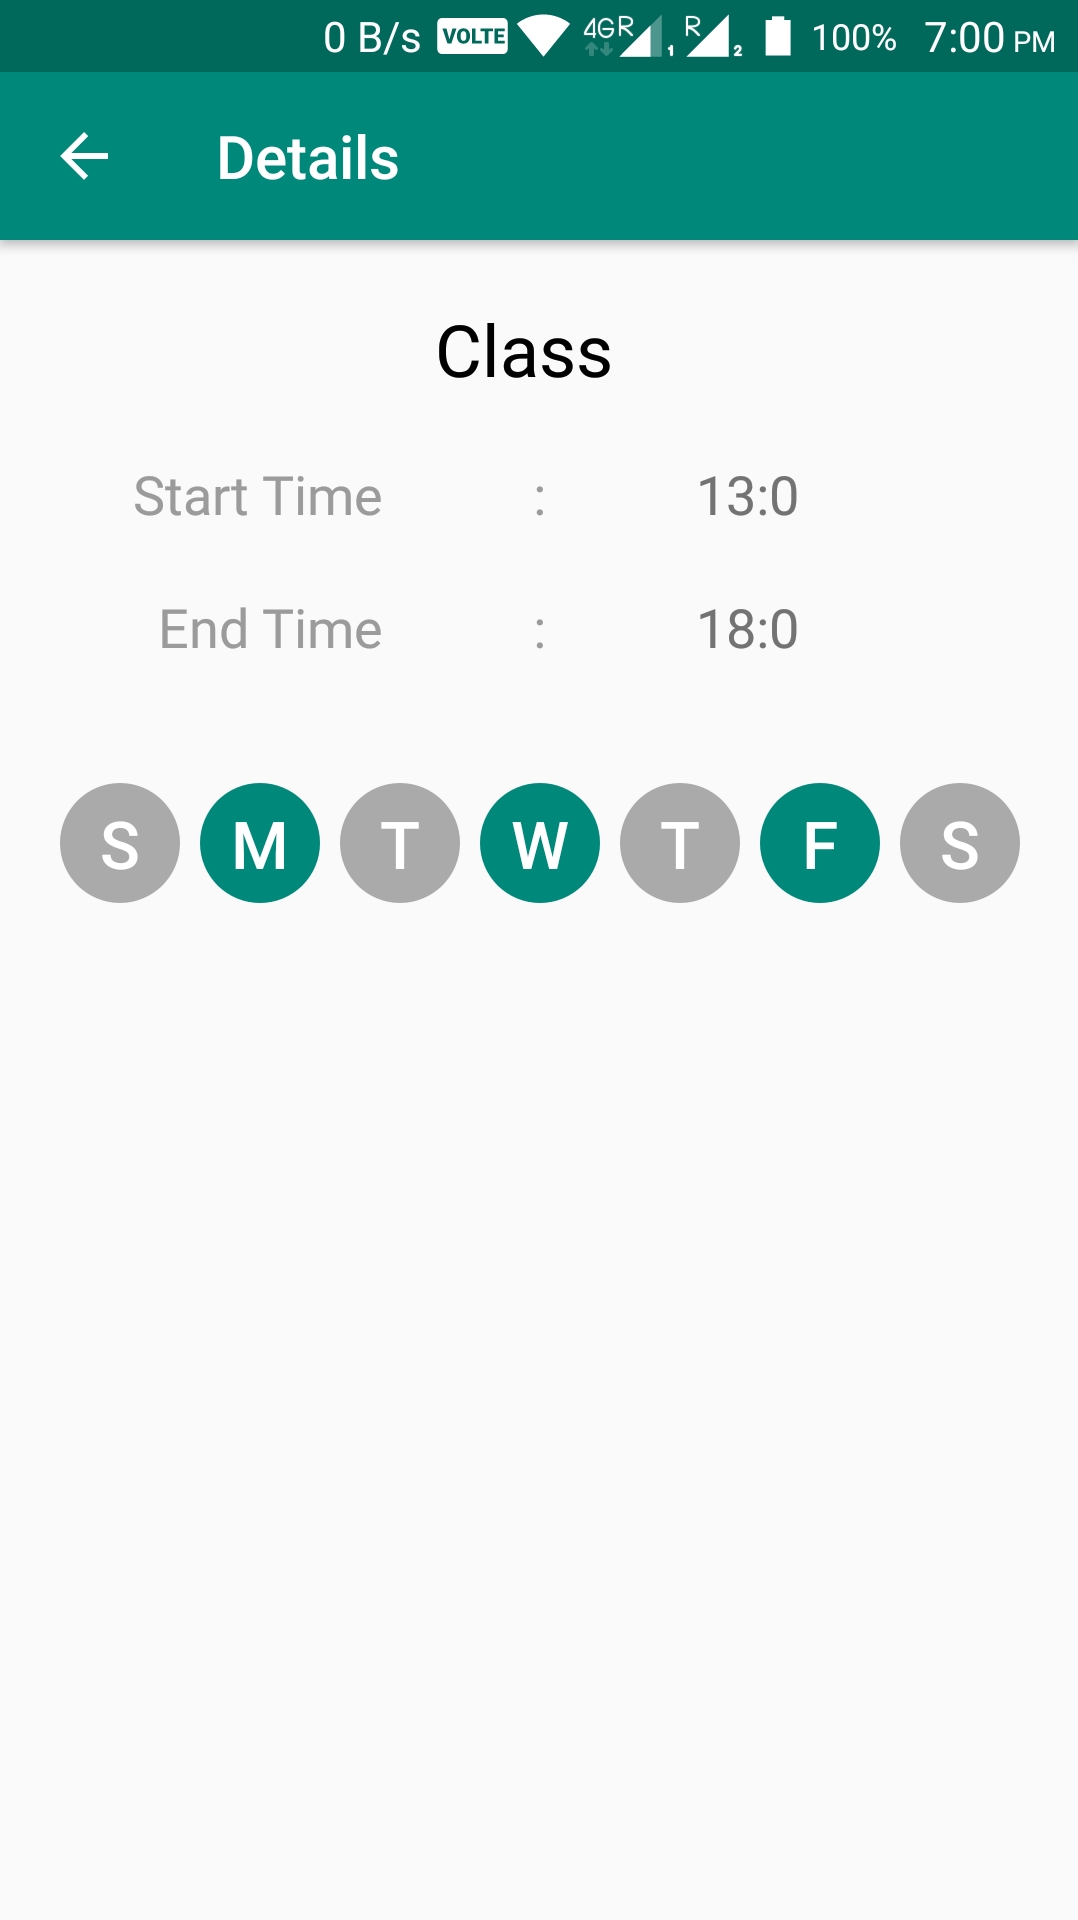 0 B/s VOLTE 4G R 1 R 2 100% 7:00 PM
Details
Class
Start Time : 13:0
End Time : 18:0
S M T W T F S